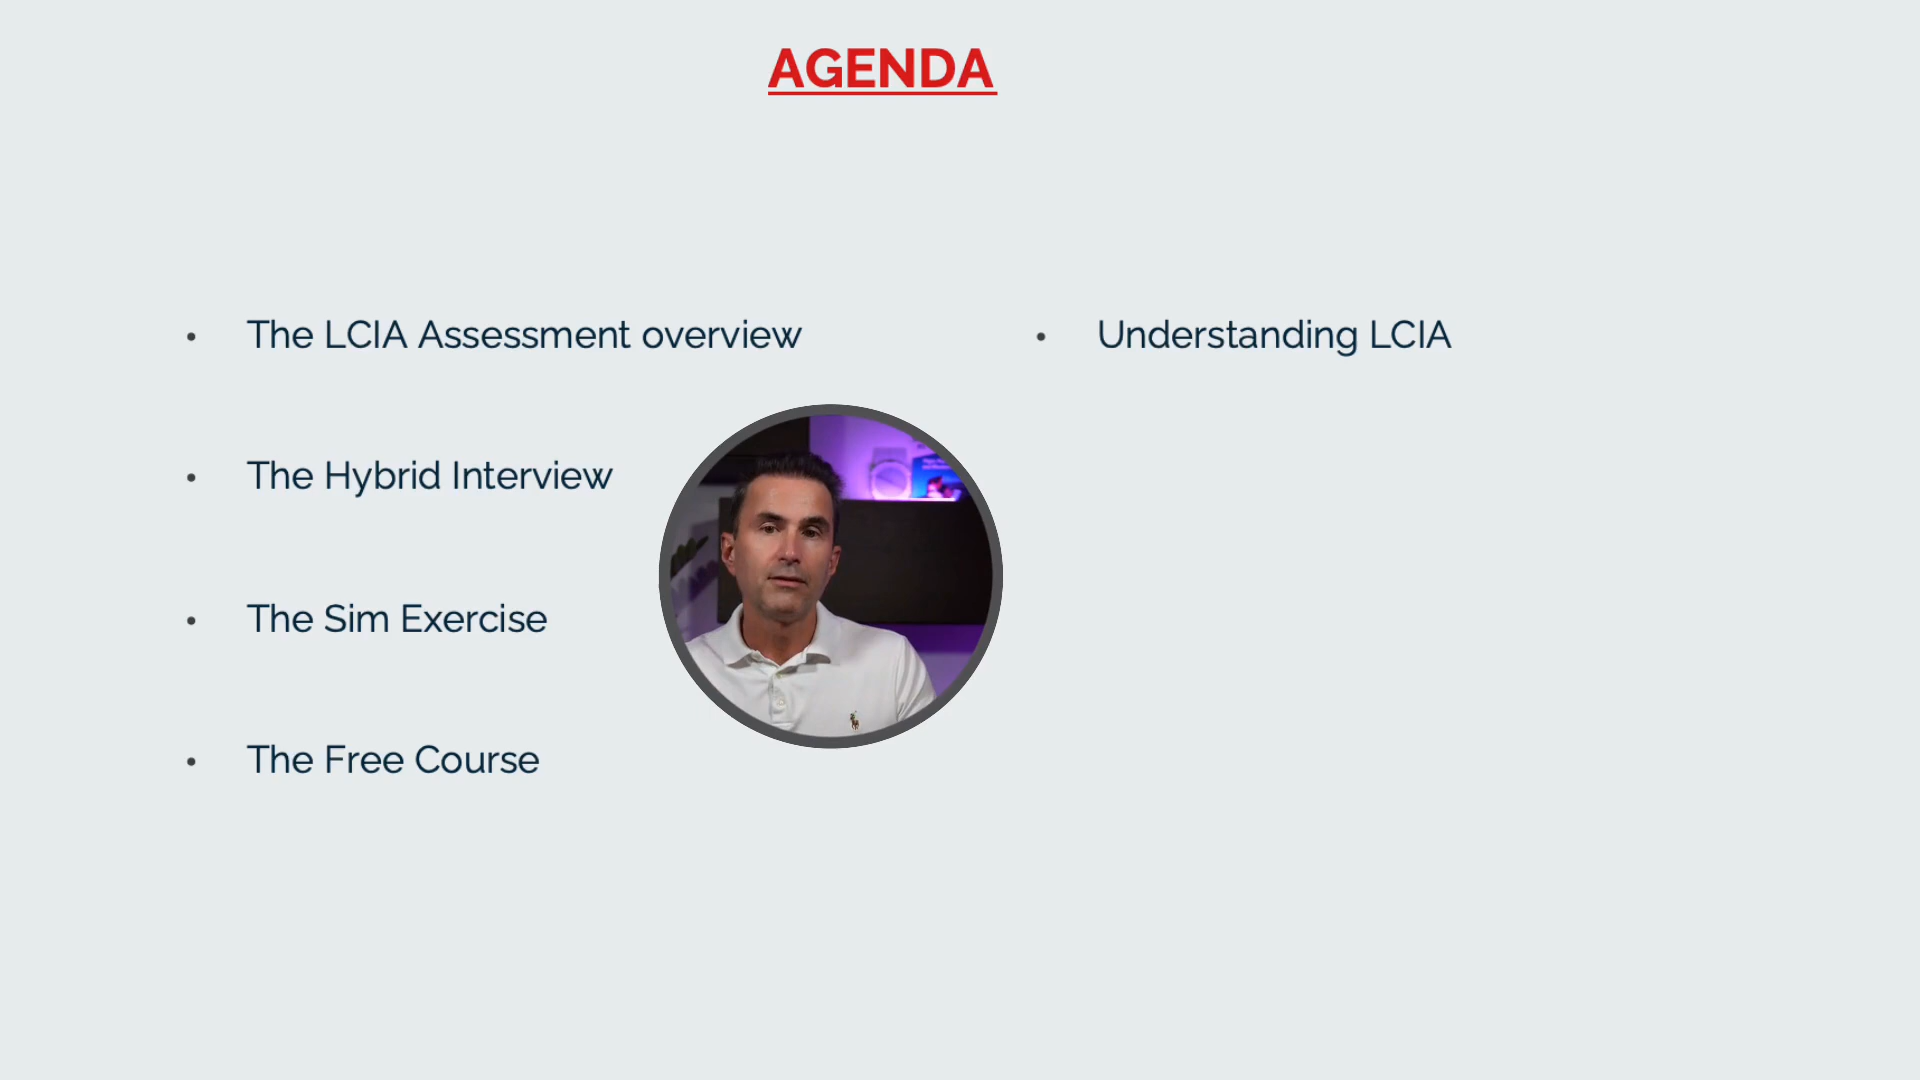 AGENDA
The LCIA Assessment overview
The Hybrid Interview
The Sim Exercise
The Free Course
Understanding LCIA